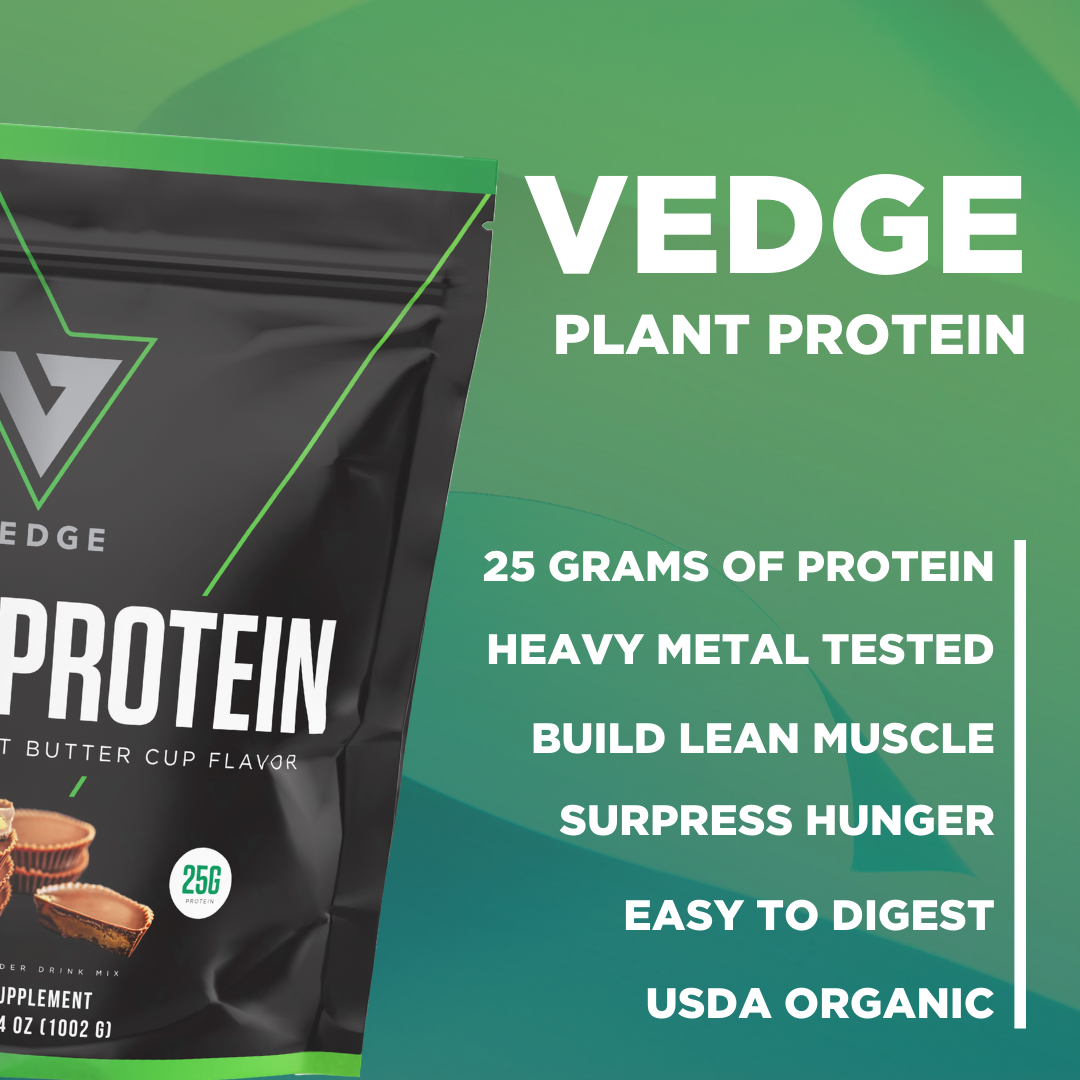 VEDGE
PLANT PROTEIN
25 GRAMS OF PROTEIN
HEAVY METAL TESTED
BUILD LEAN MUSCLE
SURPRESS HUNGER
EASY TO DIGEST
USDA ORGANIC
EDGE
PROTEIN
T BUTTER CUP FLAVOR
25G
PROTEIN
DER DRINK MIX
UPPLEMENT
4 OZ (1002 G)